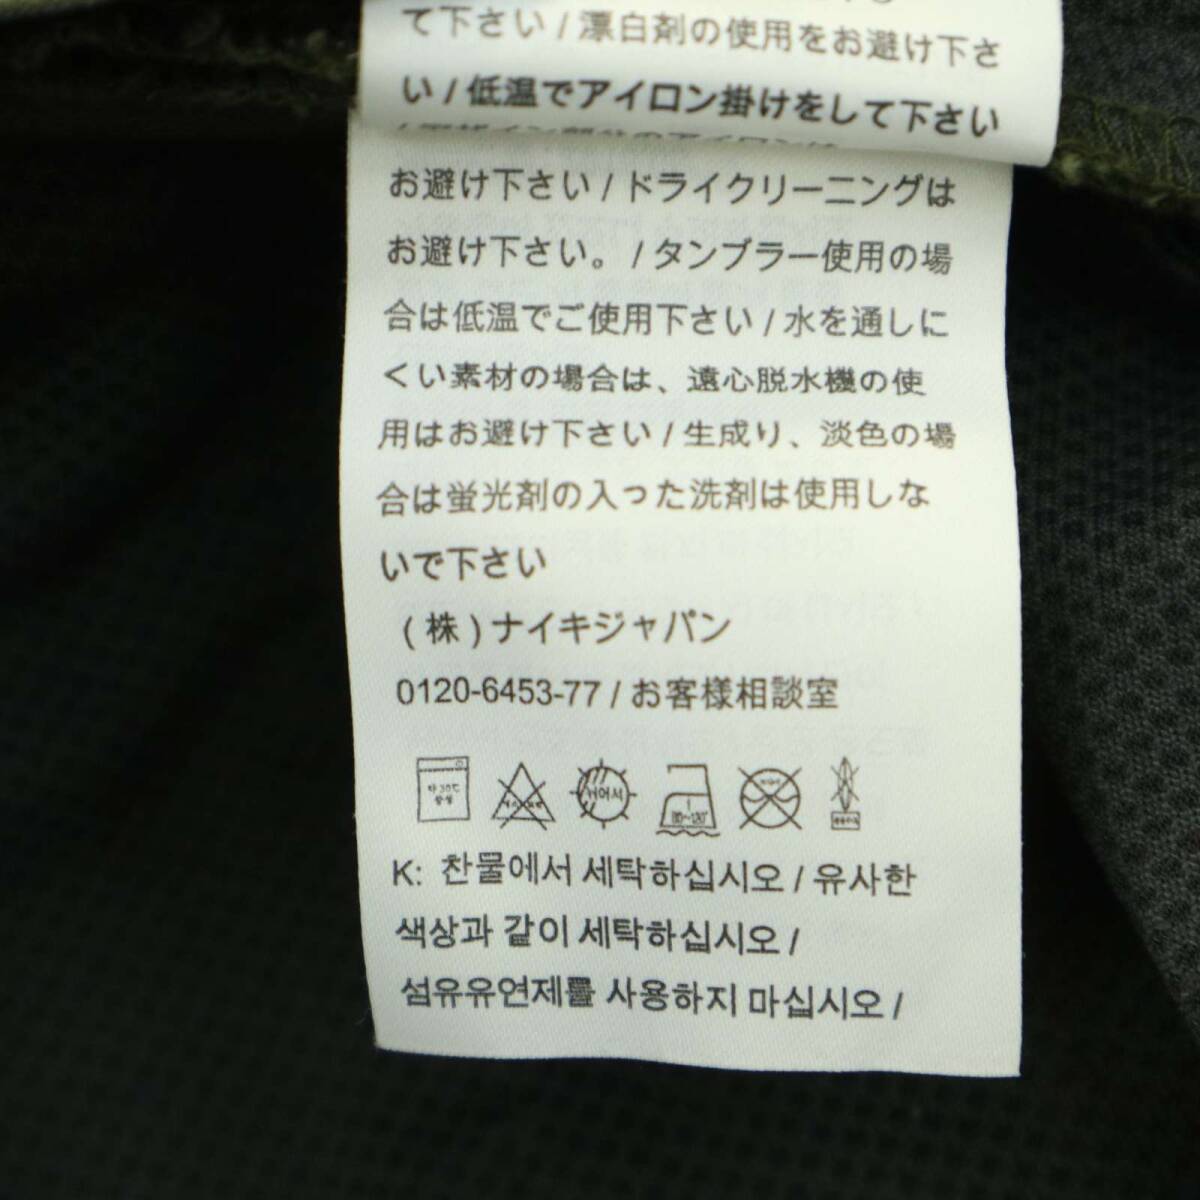 て下さい / 漂白剤の使用をお避け下さ
い / 低温でアイロン掛けをして下さい
お避け下さい / ドライクリーニングは
お避け下さい。 / タンブラー使用の場
合は低温でご使用下さい / 水を通しに
くい素材の場合は、遠心脱水機の使
用はお避け下さい / 生成り、淡色の場
合は蛍光剤の入った洗剤は使用しな
いで下さい
( 株 ) ナイキジャパン
0120-6453-77 / お客様相談室
약 30℃ 중성
뉘어서
80~120℃
K: 찬물에서 세탁하십시오 / 유사한
색상과 같이 세탁하십시오 /
섬유유연제를 사용하지 마십시오 /